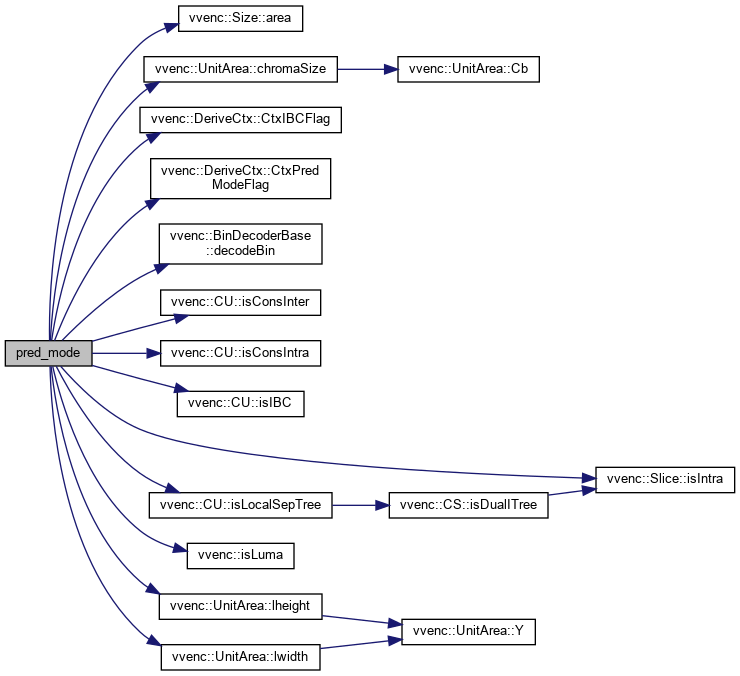 vvenc::Size::area
vvenc::UnitArea::chromaSize
vvenc::UnitArea::Cb
vvenc::DeriveCtx::CtxIBCFlag
vvenc::DeriveCtx::CtxPred
ModeFlag
vvenc::BinDecoderBase
::decodeBin
vvenc::CU::isConsInter
pred_mode
vvenc::CU::isConsIntra
vvenc::CU::isIBC
vvenc::Slice::isIntra
vvenc::CU::isLocalSepTree
vvenc::CS::isDualITree
vvenc::isLuma
vvenc::UnitArea::lheight
vvenc::UnitArea::Y
vvenc::UnitArea::lwidth